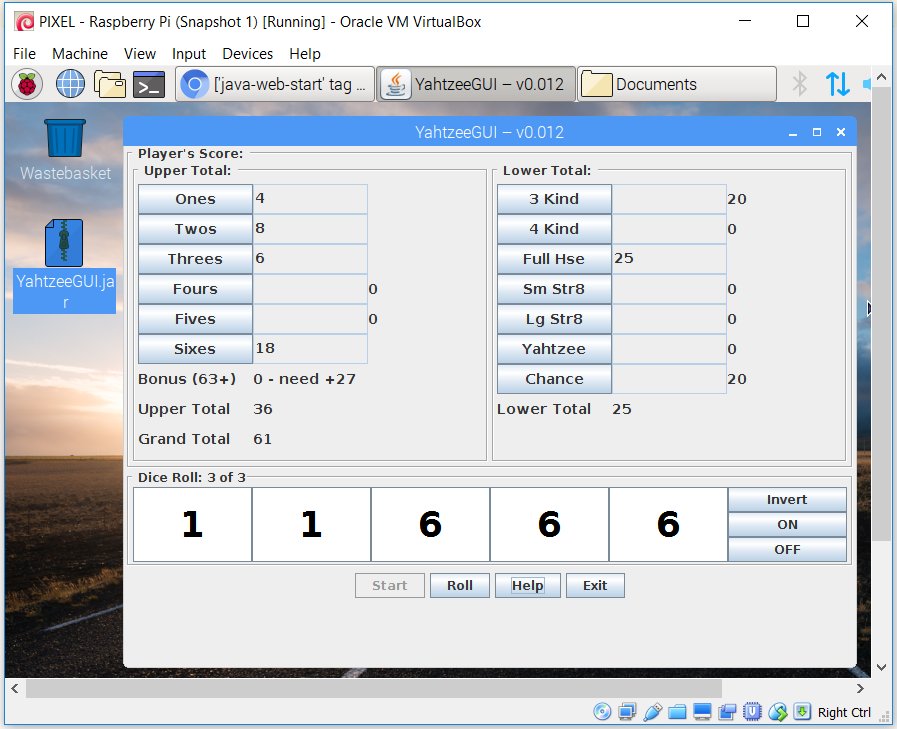 PIXEL - Raspberry Pi (Snapshot 1) [Running] - Oracle VM VirtualBox
File Machine View Input Devices Help
['java-web-start' tag ... YahtzeeGUI – v0.012 Documents
Wastebasket
YahtzeeGUI.ja
r
YahtzeeGUI – v0.012
Player's Score:
Upper Total:
Ones 4
Twos 8
Threes 6
Fours 0
Fives 0
Sixes 18
Bonus (63+) 0 - need +27
Upper Total 36
Grand Total 61
Lower Total:
3 Kind 20
4 Kind 0
Full Hse 25
Sm Str8 0
Lg Str8 0
Yahtzee 0
Chance 20
Lower Total 25
Dice Roll: 3 of 3
1 1 6 6 6
Invert
ON
OFF
Start Roll Help Exit
Right Ctrl